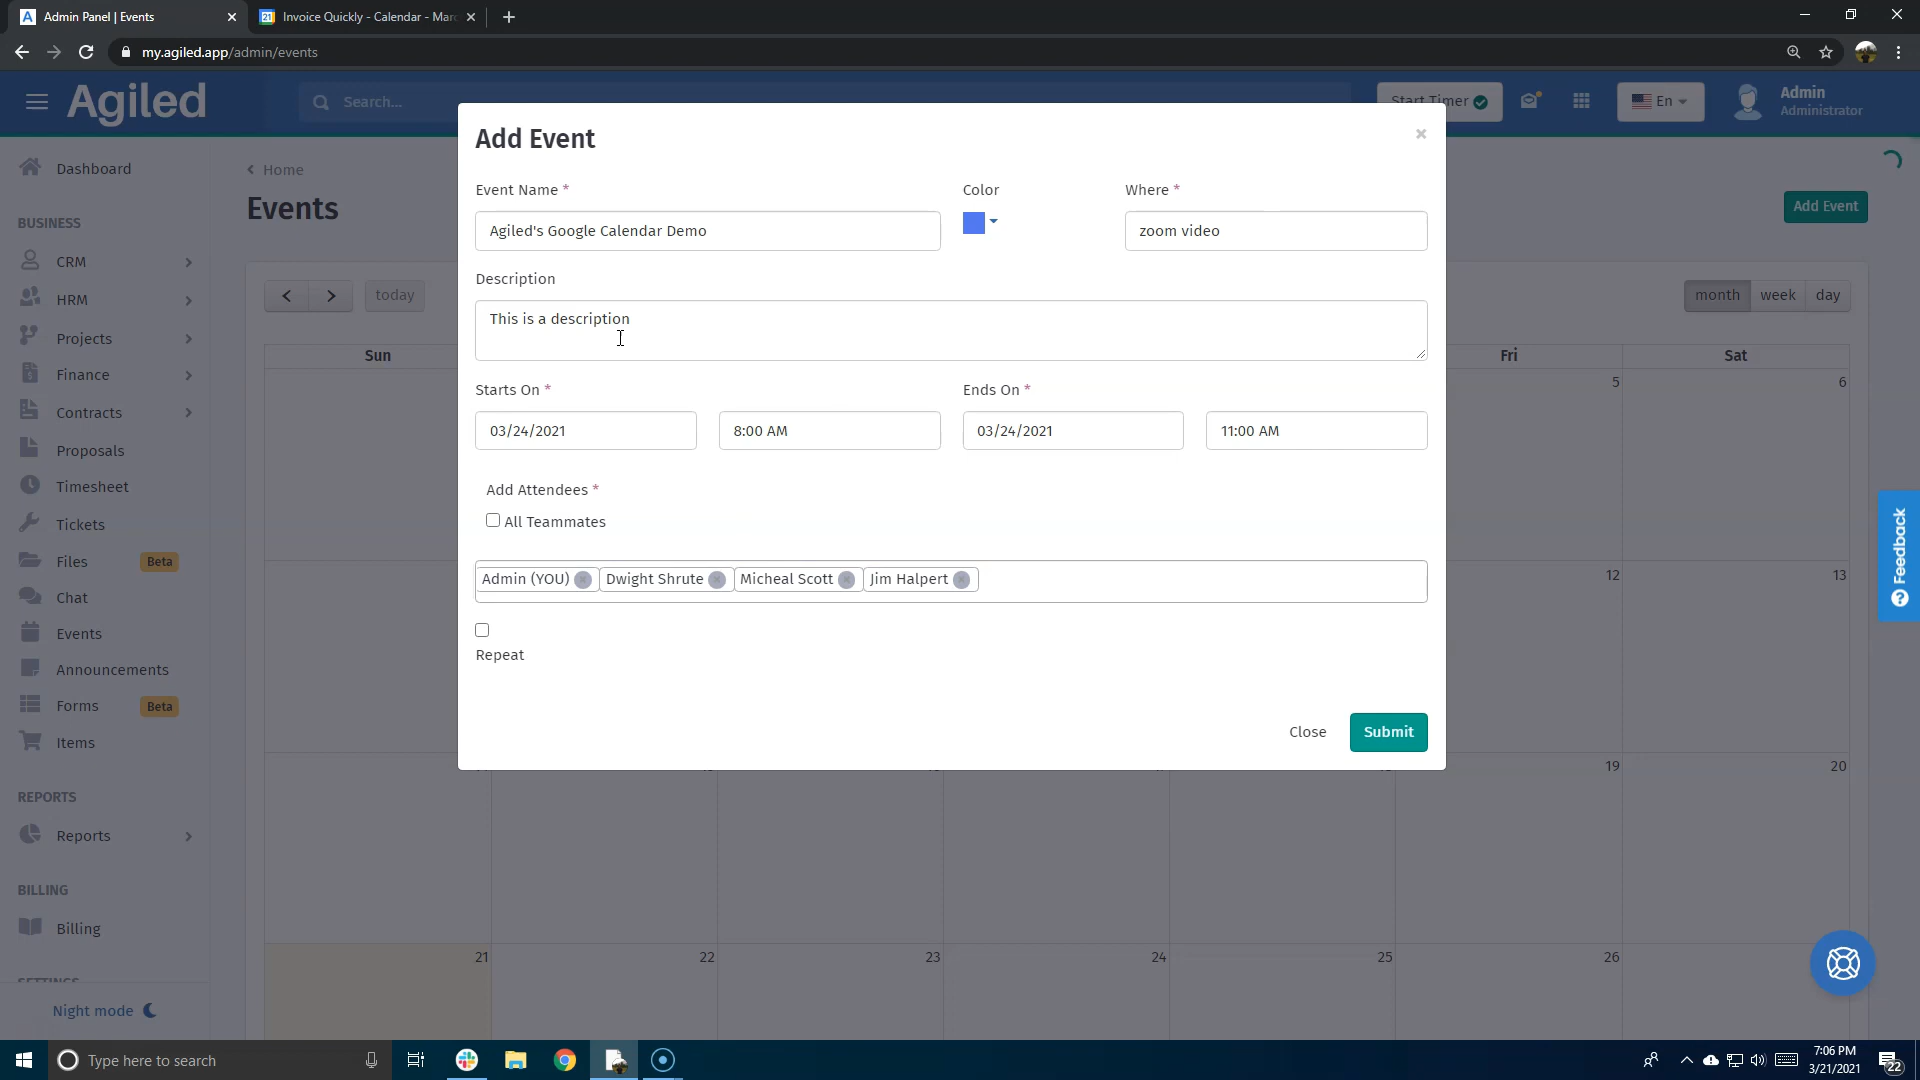 Admin Panel | Events
Invoice Quickly - Calendar - Mar
my.agiled.app/admin/events
Agiled
Search...
Start Timer
En
Admin
Administrator
Dashboard
BUSINESS
CRM
HRM
Projects
Finance
Contracts
Proposals
Timesheet
Tickets
Files Beta
Chat
Events
Announcements
Forms Beta
Items
REPORTS
Reports
BILLING
Billing
SETTINGS
Night mode
Home
Events
Add Event
today
month week day
Sun Fri Sat
5 6
12 13
19 20
21 22 23 24 25 26
Add Event
Event Name *
Color
Where *
Agiled's Google Calendar Demo
zoom video
Description
This is a description
Starts On *
Ends On *
03/24/2021 8:00 AM 03/24/2021 11:00 AM
Add Attendees *
All Teammates
Admin (YOU) Dwight Shrute Micheal Scott Jim Halpert
Repeat
Close Submit
Feedback
Type here to search
7:06 PM
3/21/2021
22